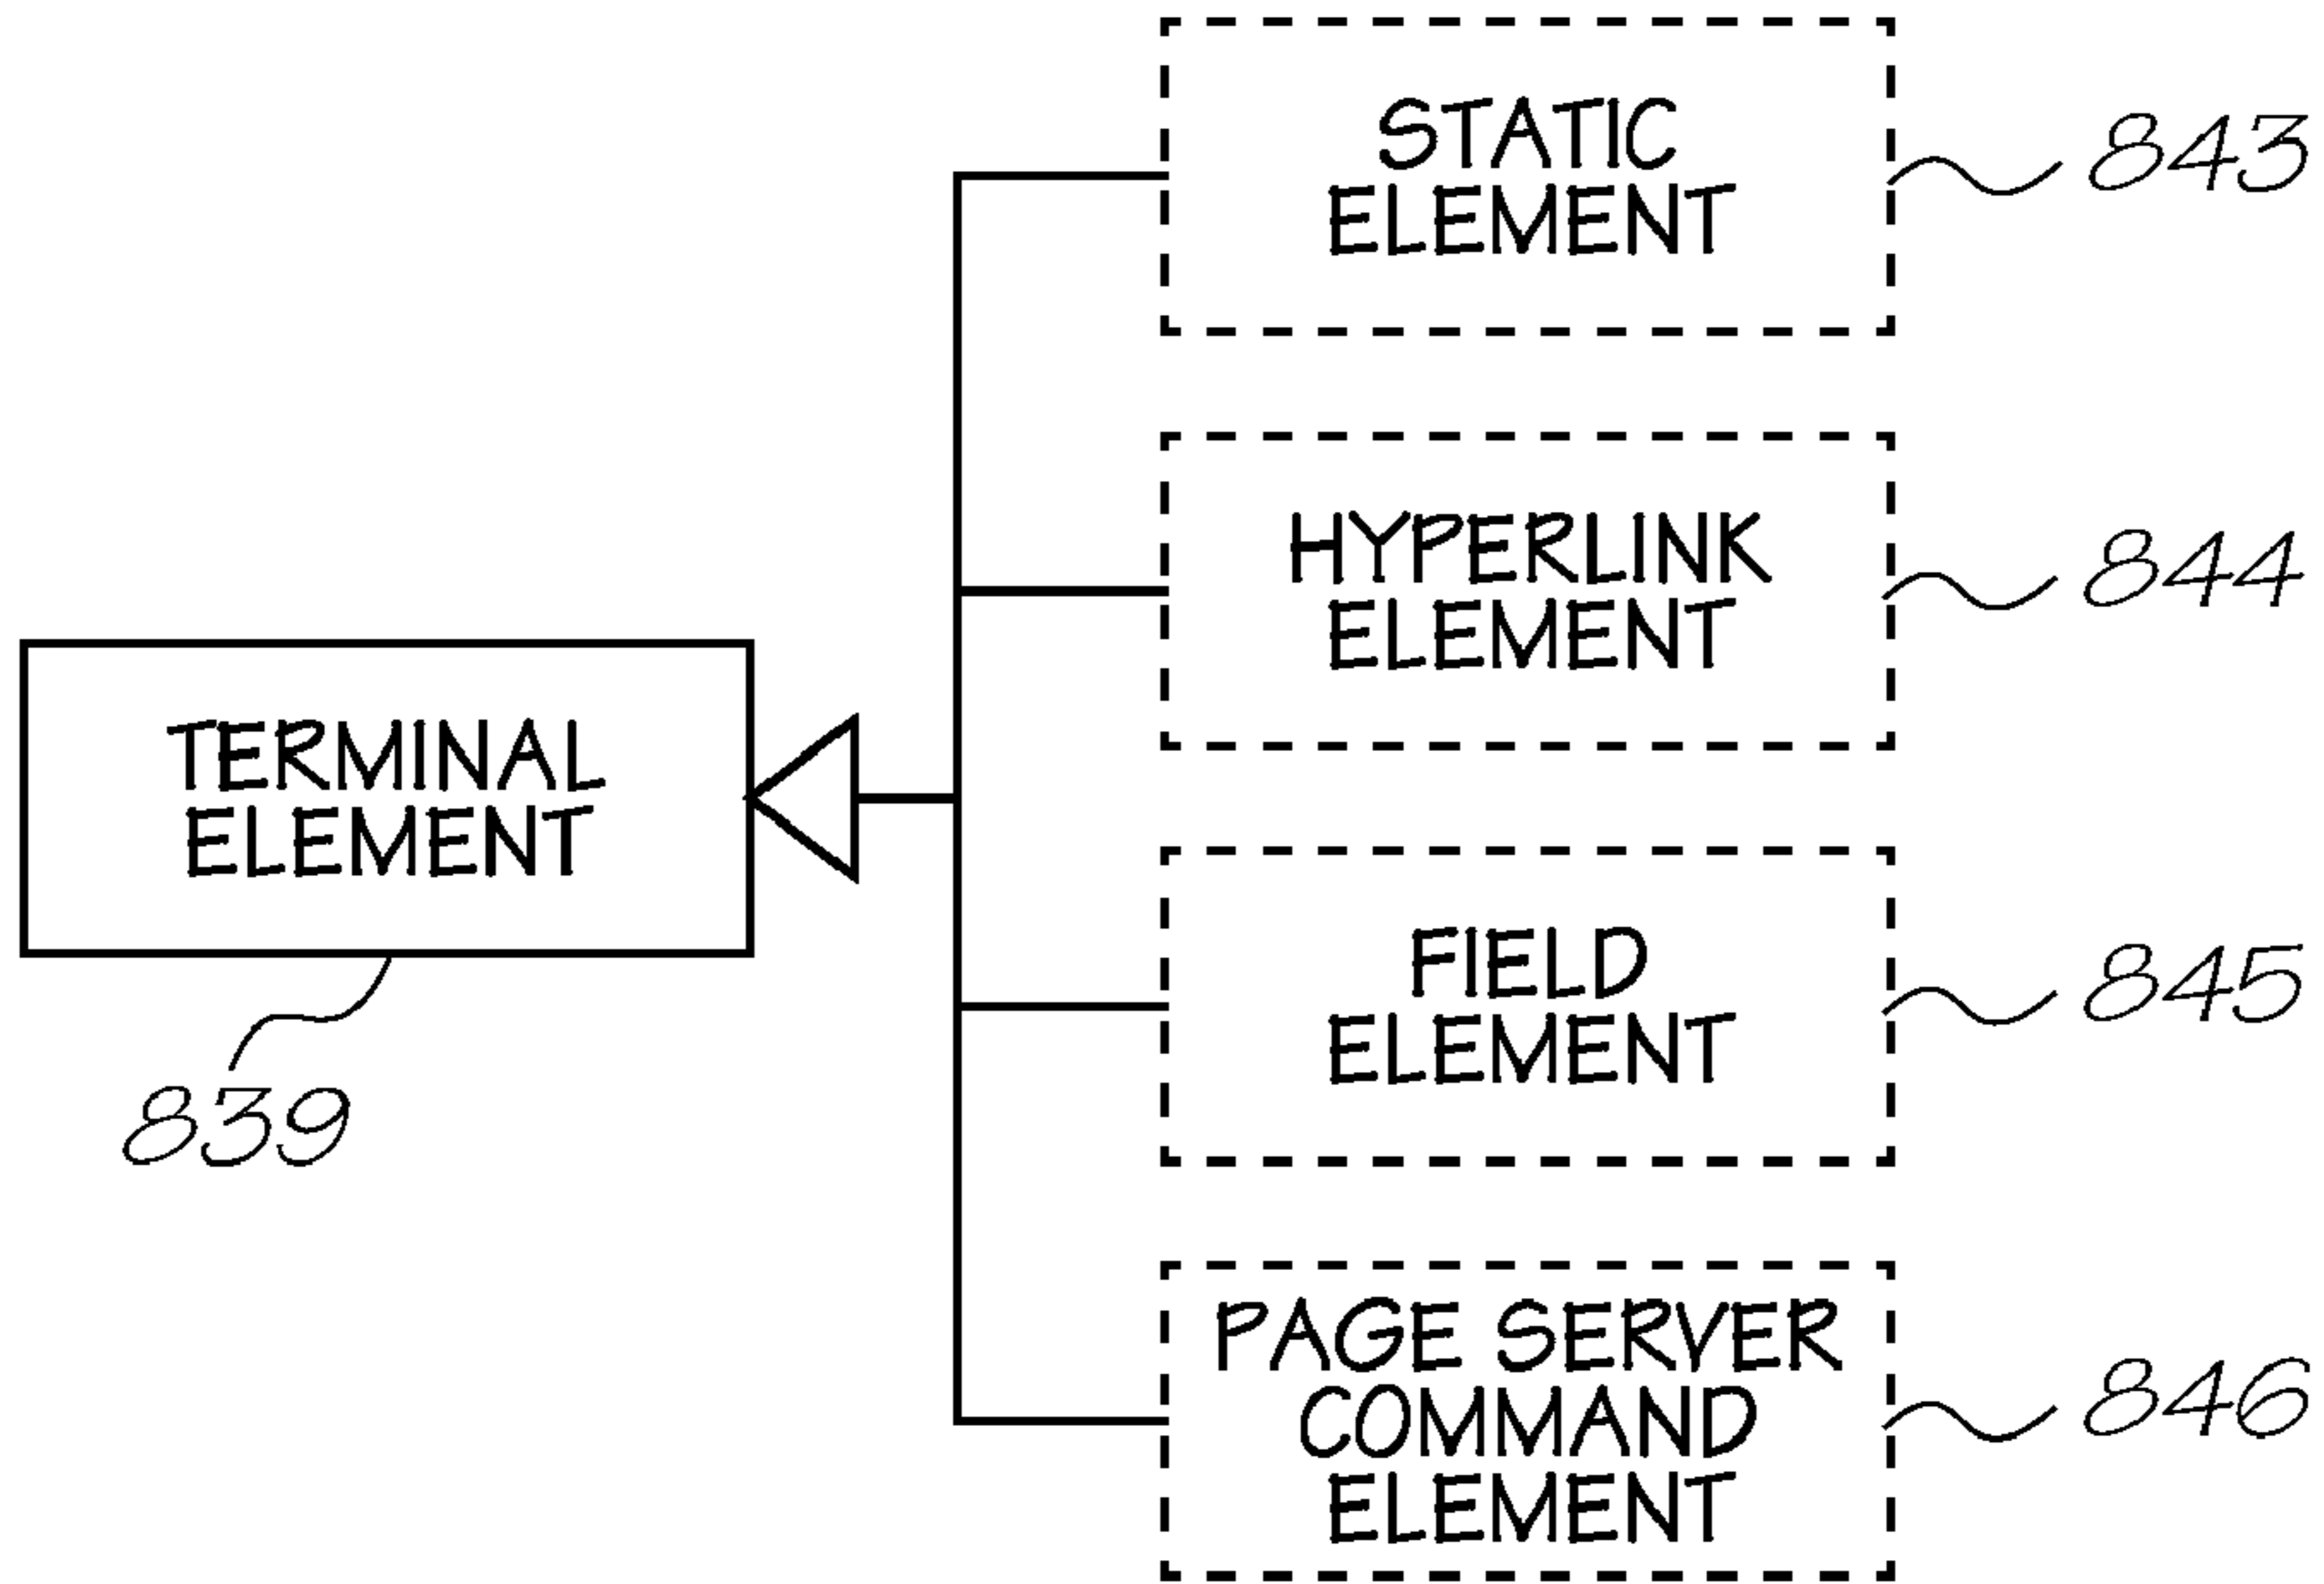 STATIC
ELEMENT
843
HYPERLINK
ELEMENT
844
TERMINAL
ELEMENT
839
FIELD
ELEMENT
845
PAGE SERVER
COMMAND
ELEMENT
846